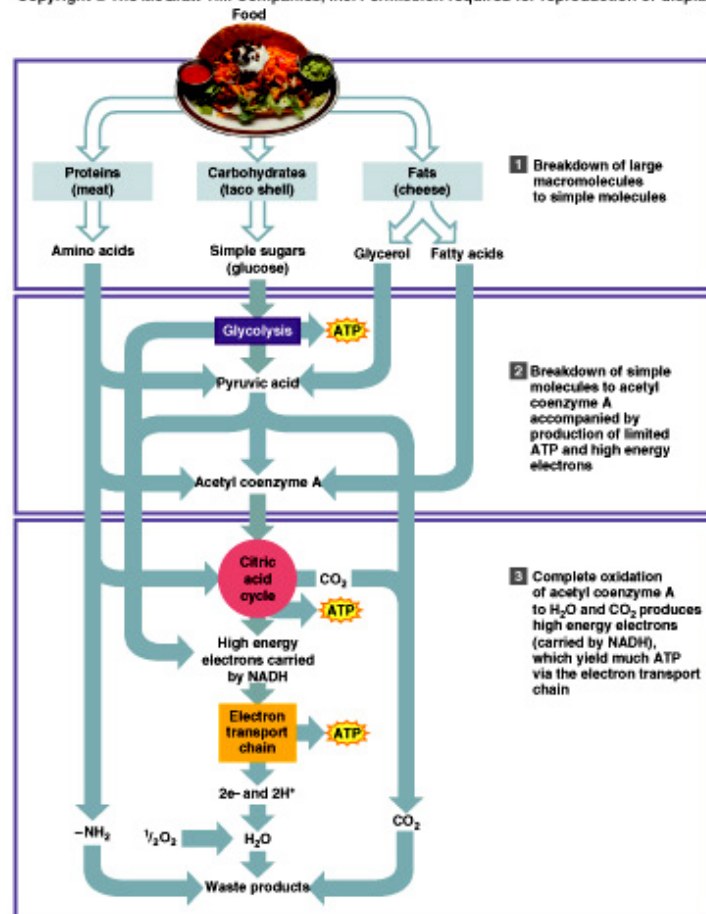 Food
Proteins
(meat)
Carbohydrates
(taco shell)
Fats
(cheese)
1 Breakdown of large
macromolecules
to simple molecules
Amino acids
Simple sugars
(glucose)
Glycerol
Fatty acids
Glycolysis
ATP
Pyruvic acid
2 Breakdown of simple
molecules to acetyl
coenzyme A
accompanied by
production of limited
ATP and high energy
electrons
Acetyl coenzyme A
Citric
acid
cycle
CO₂
ATP
3 Complete oxidation
of acetyl coenzyme A
to H₂O and CO₂ produces
high energy electrons
(carried by NADH),
which yield much ATP
via the electron transport
chain
High energy
electrons carried
by NADH
Electron
transport
chain
ATP
2e- and 2H⁺
–NH₂
½O₂
H₂O
CO₂
Waste products